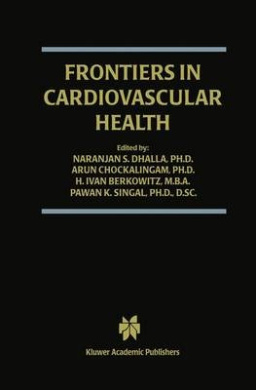 FRONTIERS IN
CARDIOVASCULAR
HEALTH
Edited by:
NARANJAN S. DHALLA, PH.D.
ARUN CHOCKALINGAM, PH.D.
H. IVAN BERKOWITZ, M.B.A.
PAWAN K. SINGAL, PH.D., D.SC.
Kluwer Academic Publishers